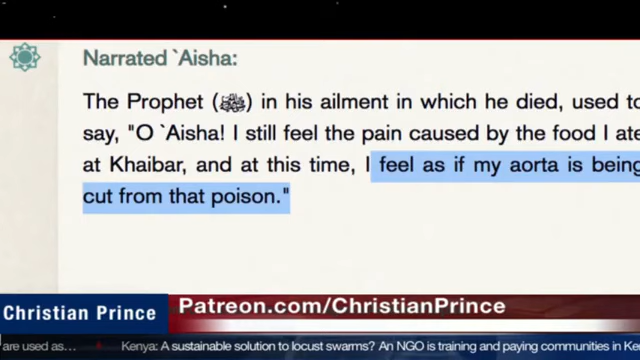 Narrated `Aisha:
The Prophet (ﷺ) in his ailment in which he died, used to
say, "O `Aisha! I still feel the pain caused by the food I ate
at Khaibar, and at this time, I feel as if my aorta is being
cut from that poison."
Christian Prince
Patreon.com/ChristianPrince
are used as... Kenya: A sustainable solution to locust swarms? An NGO is training and paying communities in